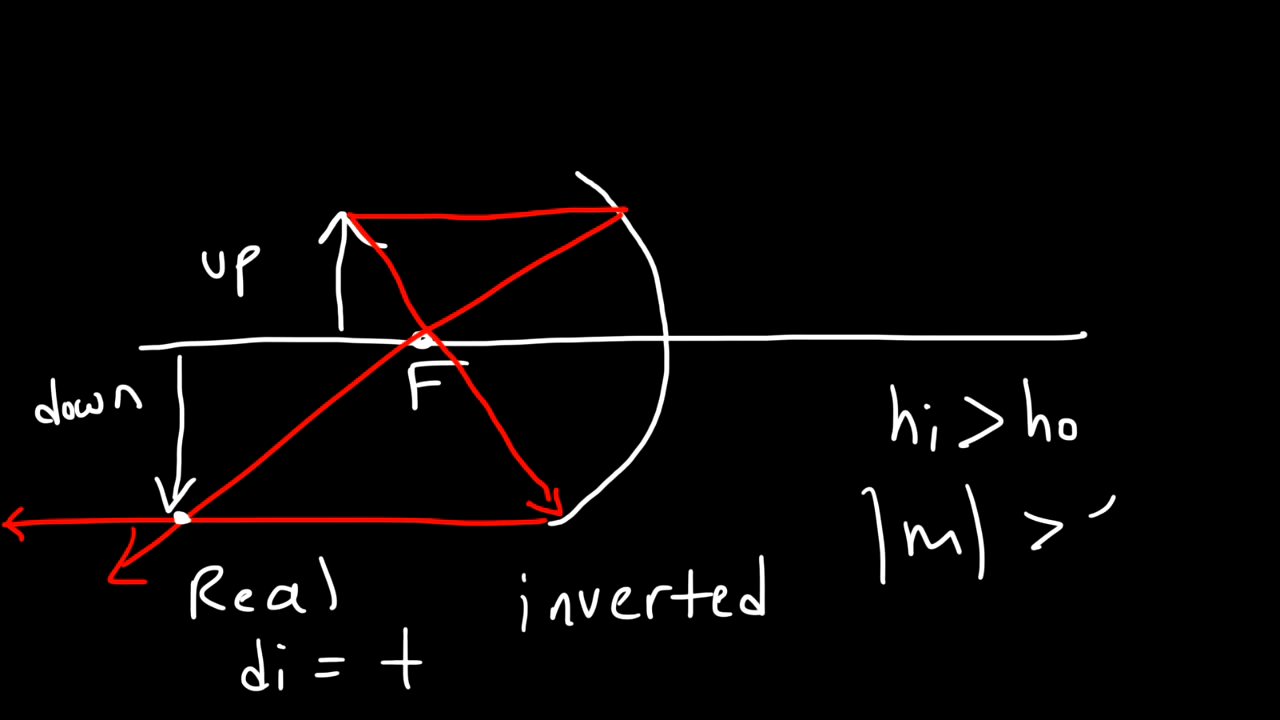 up
F
down
hi > ho
|m| >
Real
inverted
di = +